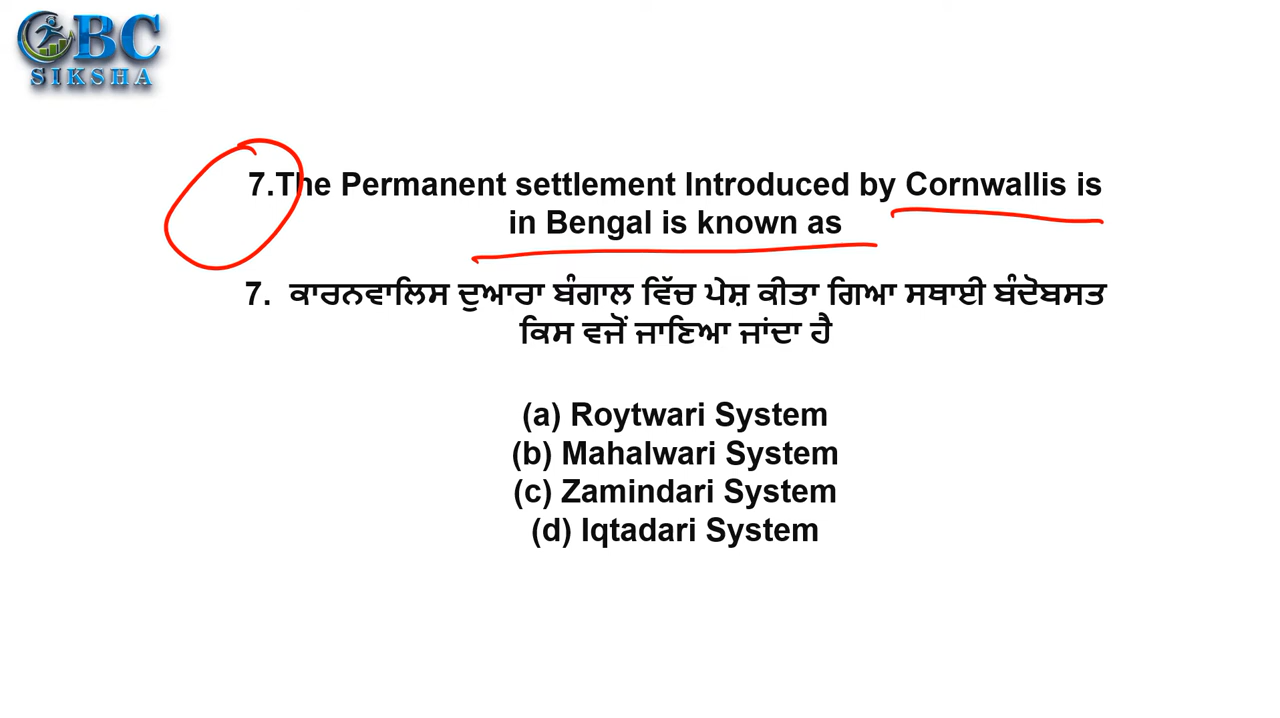 OBC
SIKSHA
7.The Permanent settlement Introduced by Cornwallis is
in Bengal is known as
7. ਕਾਰਨਵਾਲਿਸ ਦੁਆਰਾ ਬੰਗਾਲ ਵਿੱਚ ਪੇਸ਼ ਕੀਤਾ ਗਿਆ ਸਥਾਈ ਬੰਦੋਬਸਤ
ਕਿਸ ਵਜੋਂ ਜਾਣਿਆ ਜਾਂਦਾ ਹੈ
(a) Roytwari System
(b) Mahalwari System
(c) Zamindari System
(d) Iqtadari System